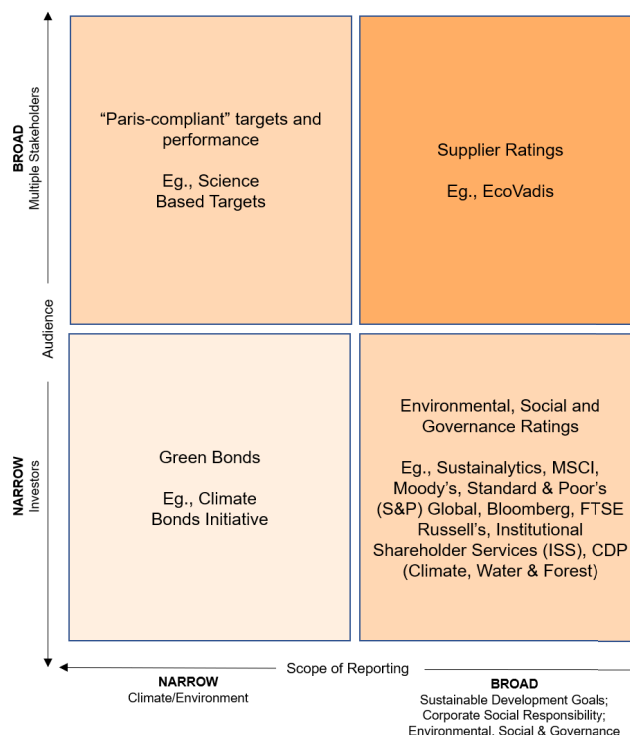 BROAD
Multiple Stakeholders
“Paris-compliant” targets and
performance
Eg., Science
Based Targets
Supplier Ratings
Eg., EcoVadis
Audience
NARROW
Investors
Green Bonds
Eg., Climate
Bonds Initiative
Environmental, Social and
Governance Ratings
Eg., Sustainalytics, MSCI,
Moody’s, Standard & Poor’s
(S&P) Global, Bloomberg, FTSE
Russell’s, Institutional
Shareholder Services (ISS), CDP
(Climate, Water & Forest)
Scope of Reporting
NARROW
Climate/Environment
BROAD
Sustainable Development Goals;
Corporate Social Responsibility;
Environmental, Social & Governance